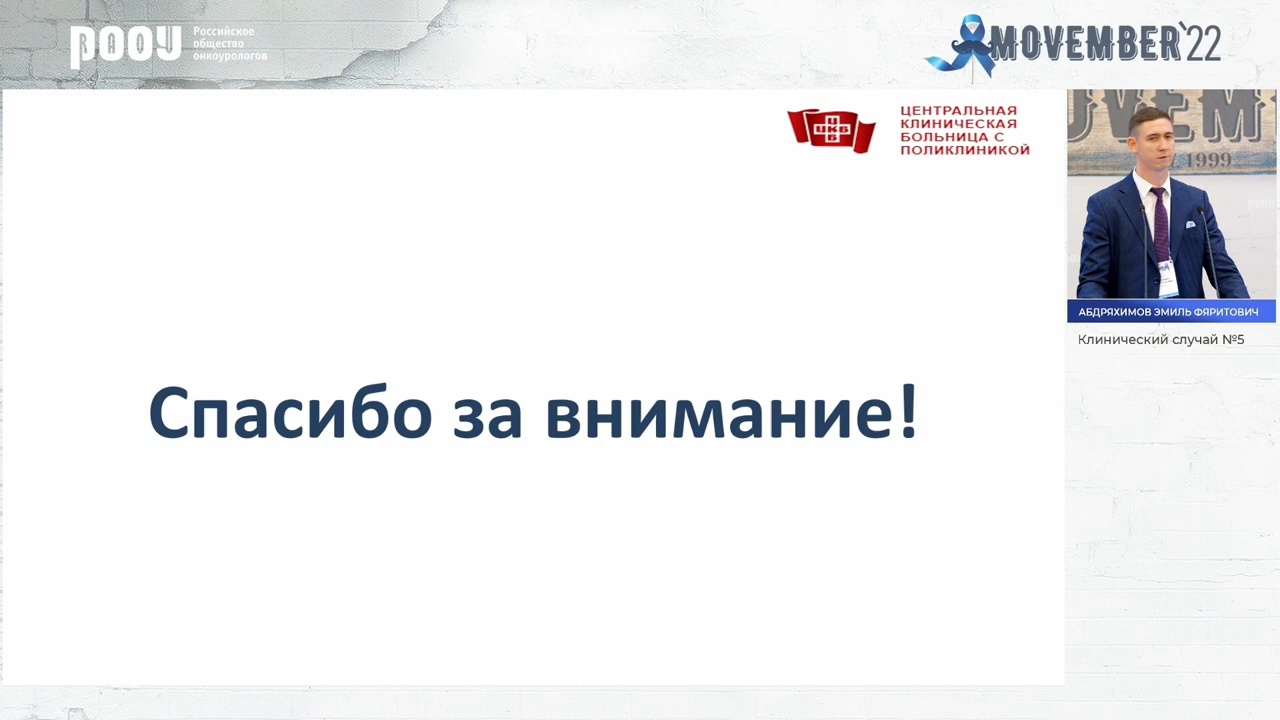 РООУ
Российское
общество
онкоурологов
MOVEMBER`22
ЦЕНТРАЛЬНАЯ
КЛИНИЧЕСКАЯ
БОЛЬНИЦА С
ПОЛИКЛИНИКОЙ
ЦКБ
Спасибо за внимание!
1999
АБДРЯХИМОВ ЭМИЛЬ ФЯРИТОВИЧ
Клинический случай №5